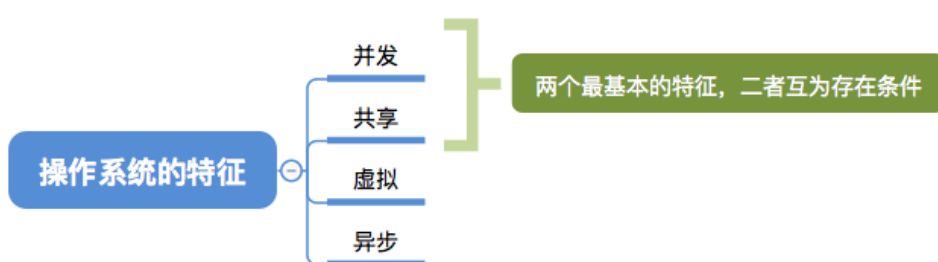 并发
两个最基本的特征，二者互为存在条件
共享
操作系统的特征
虚拟
异步